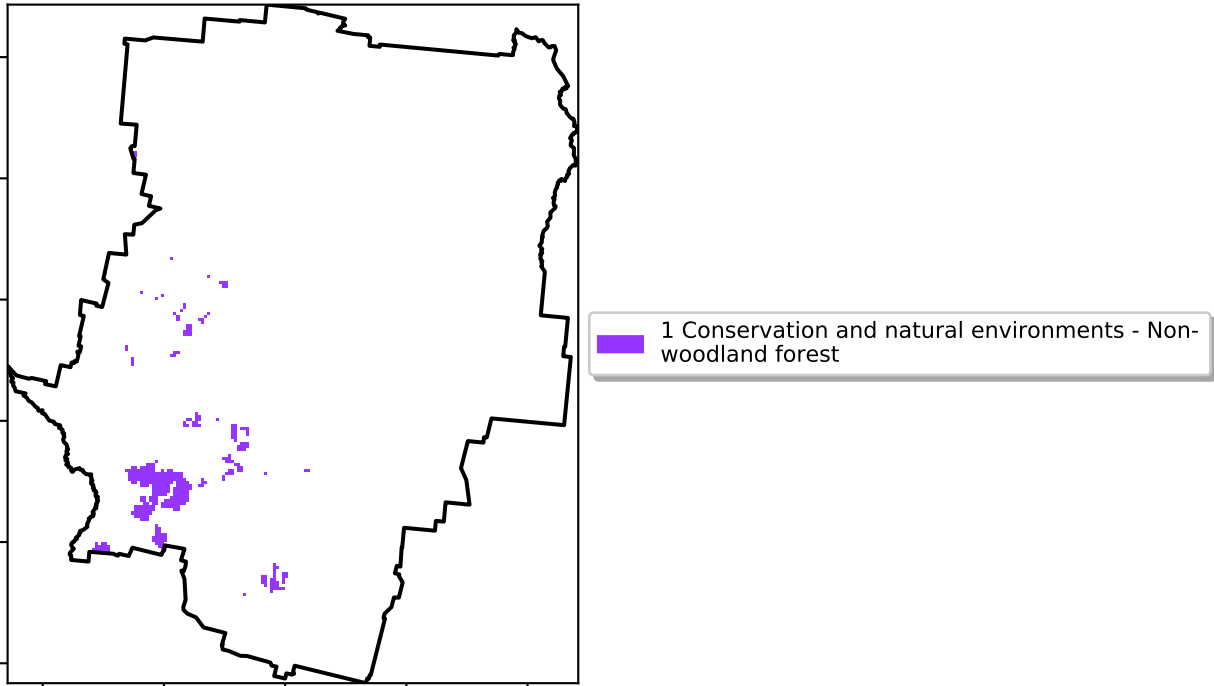 1 Conservation and natural environments - Non-
woodland forest